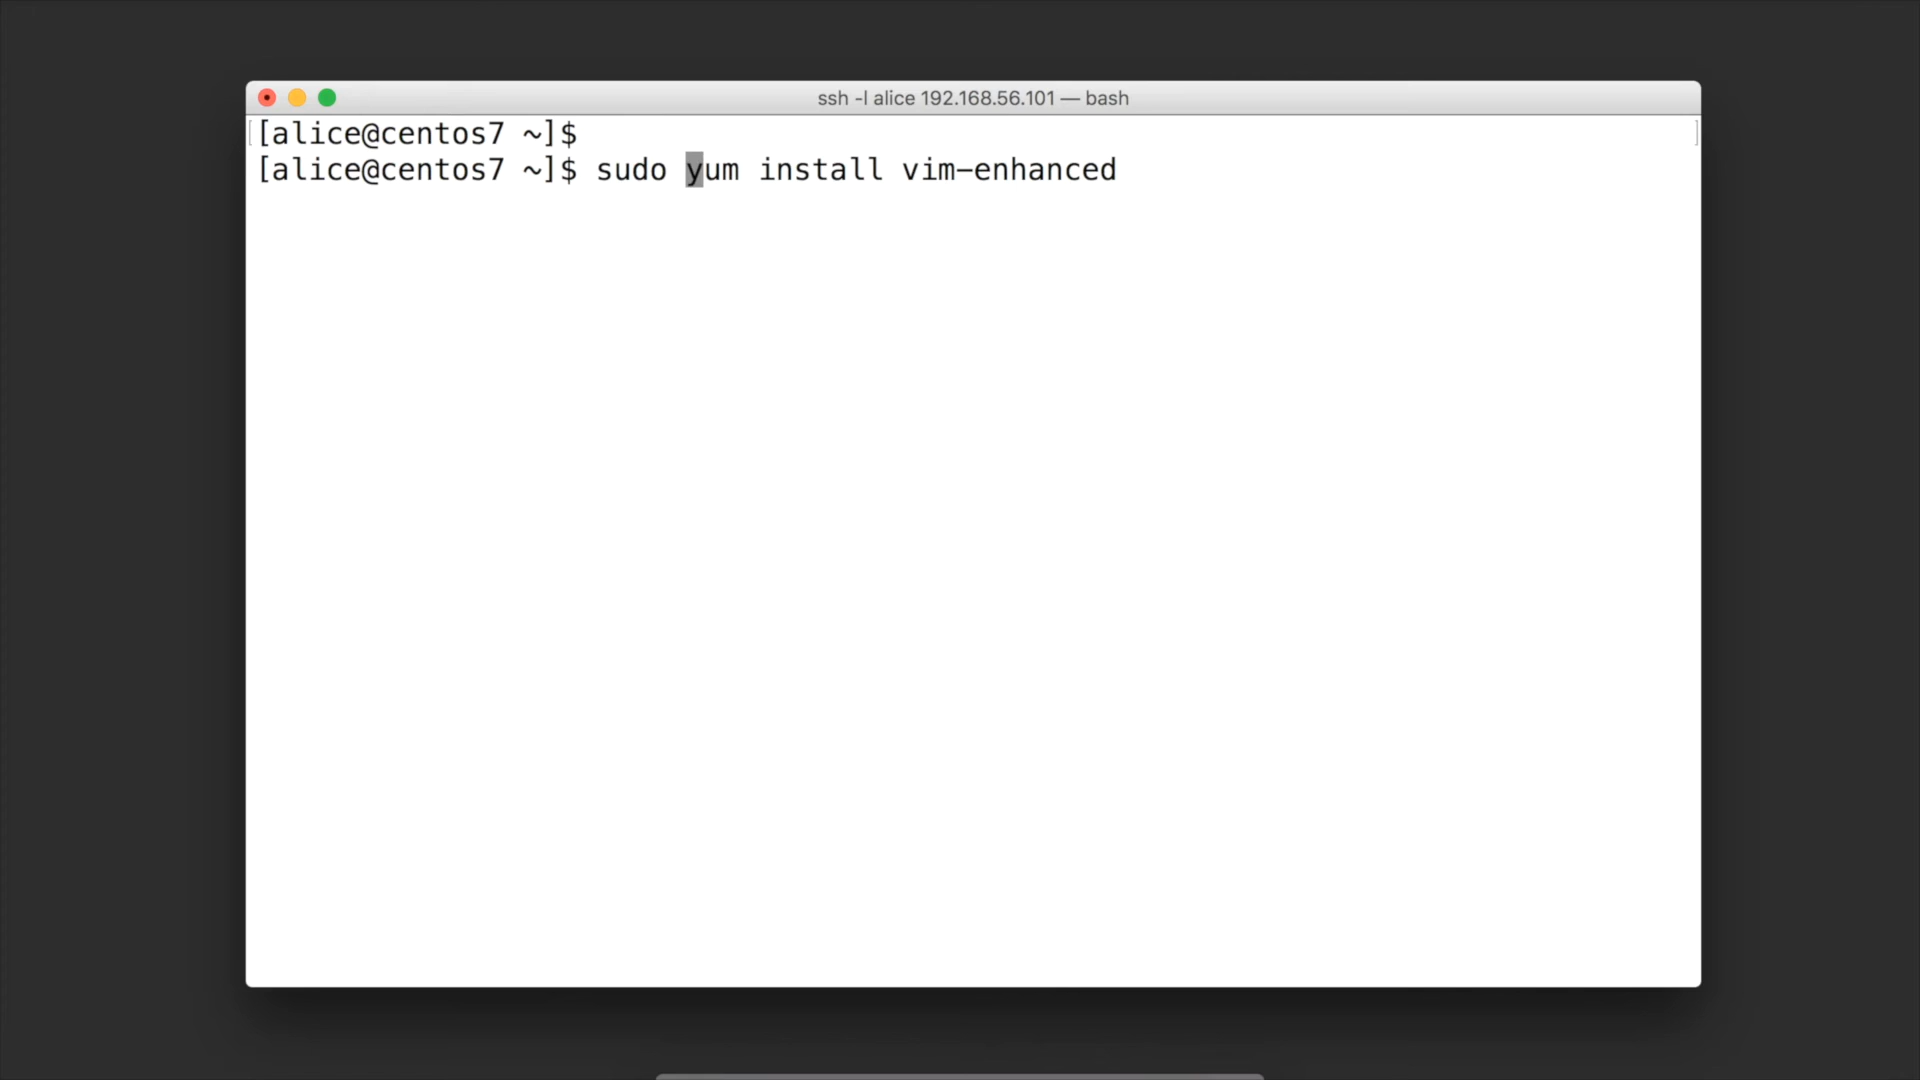 ssh -l alice 192.168.56.101 — bash
[alice@centos7 ~]$
[alice@centos7 ~]$ sudo yum install vim-enhanced